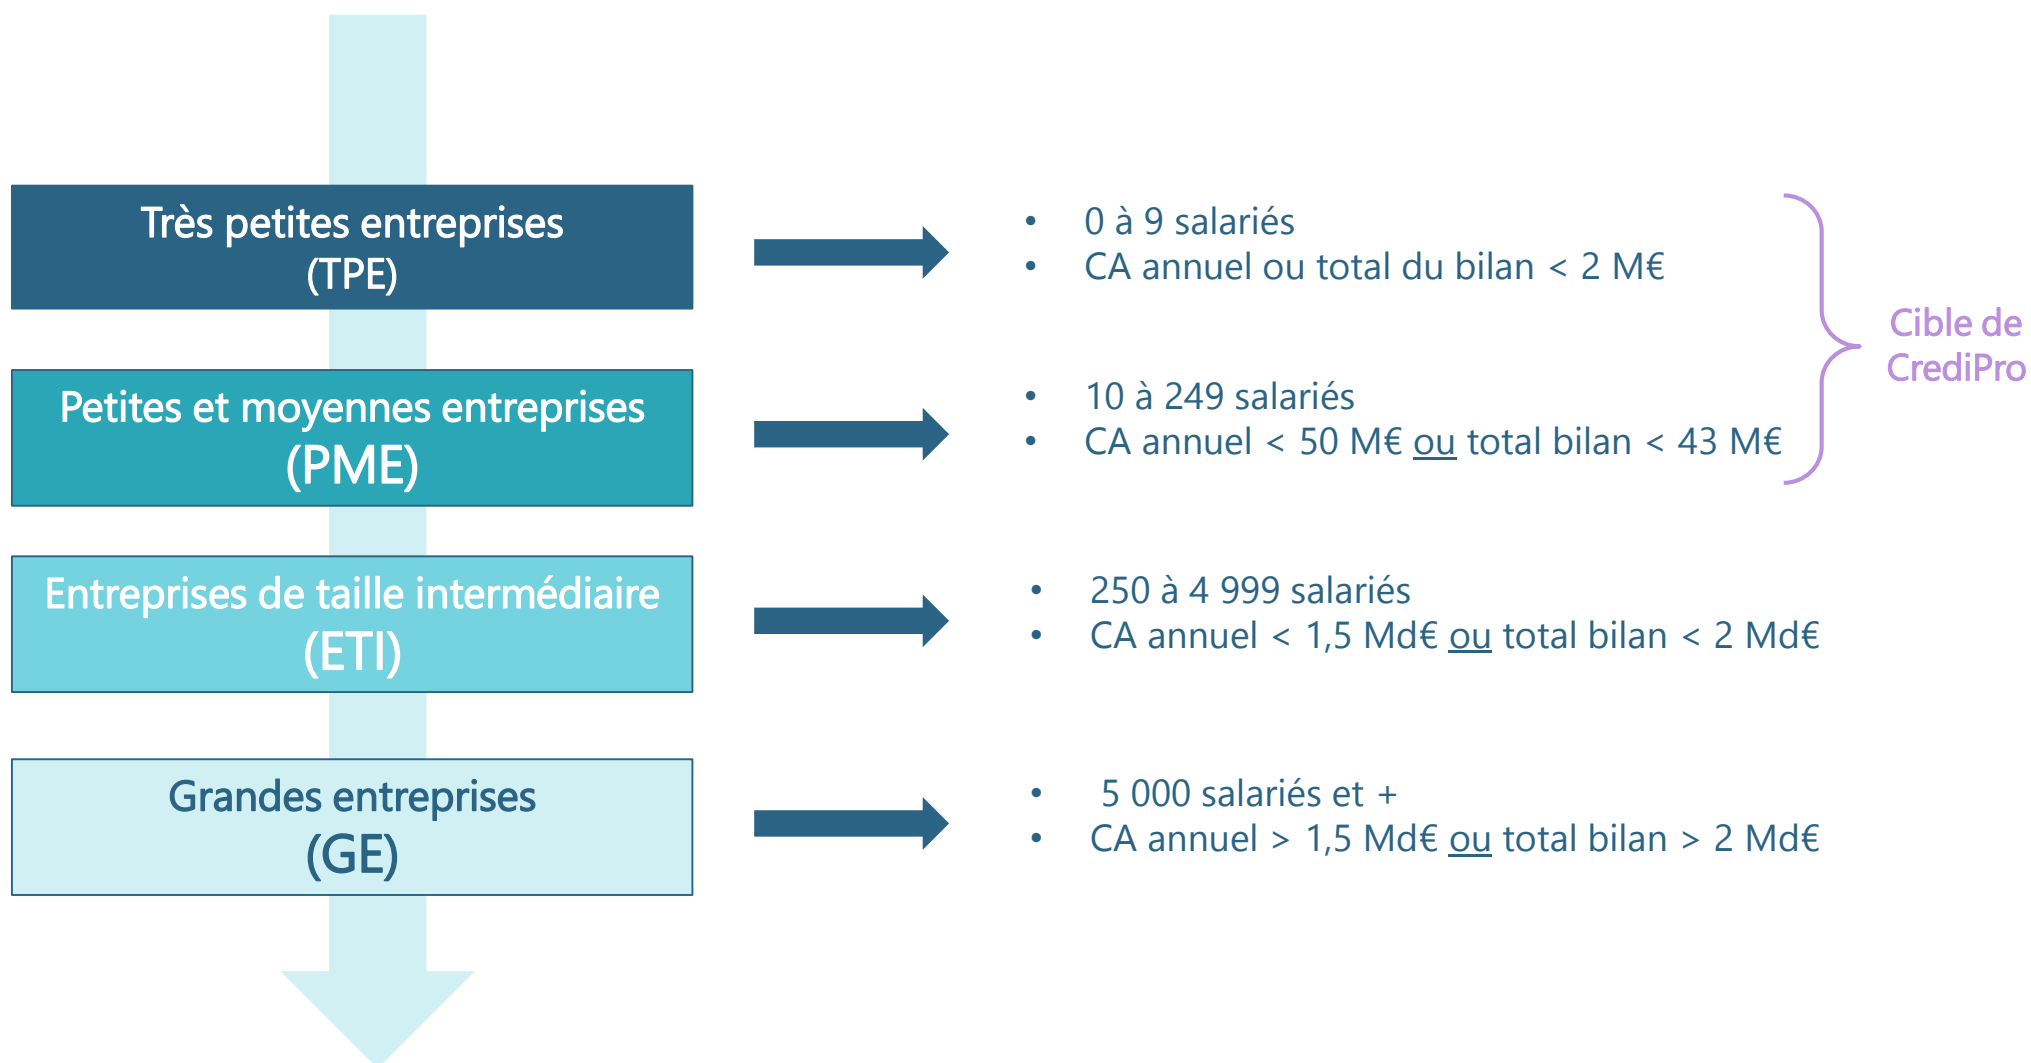 Très petites entreprises
(TPE)
• 0 à 9 salariés
• CA annuel ou total du bilan < 2 M€
Cible de
CrediPro
Petites et moyennes entreprises
(PME)
• 10 à 249 salariés
• CA annuel < 50 M€ ou total bilan < 43 M€
Entreprises de taille intermédiaire
(ETI)
• 250 à 4 999 salariés
• CA annuel < 1,5 Md€ ou total bilan < 2 Md€
Grandes entreprises
(GE)
• 5 000 salariés et +
• CA annuel > 1,5 Md€ ou total bilan > 2 Md€